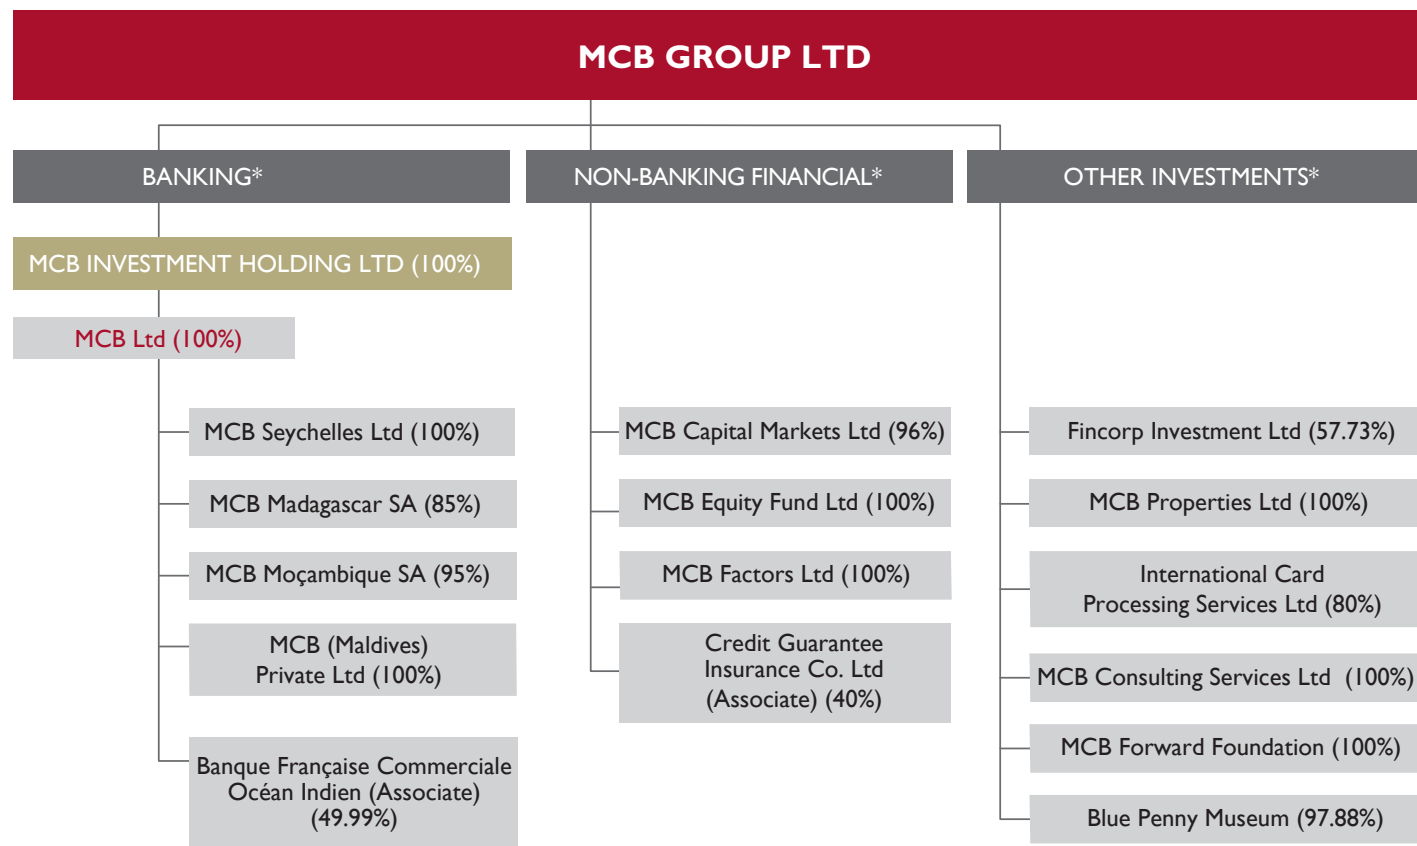 MCB GROUP LTD
BANKING*
MCB INVESTMENT HOLDING LTD (100%)
MCB Ltd (100%)
MCB Seychelles Ltd (100%)
MCB Madagascar SA (85%)
MCB Moçambique SA (95%)
MCB (Maldives)
Private Ltd (100%)
Banque Française Commerciale
Océan Indien (Associate)
(49.99%)
NON-BANKING FINANCIAL*
MCB Capital Markets Ltd (96%)
MCB Equity Fund Ltd (100%)
MCB Factors Ltd (100%)
Credit Guarantee
Insurance Co. Ltd
(Associate) (40%)
OTHER INVESTMENTS*
Fincorp Investment Ltd (57.73%)
MCB Properties Ltd (100%)
International Card
Processing Services Ltd (80%)
MCB Consulting Services Ltd (100%)
MCB Forward Foundation (100%)
Blue Penny Museum (97.88%)